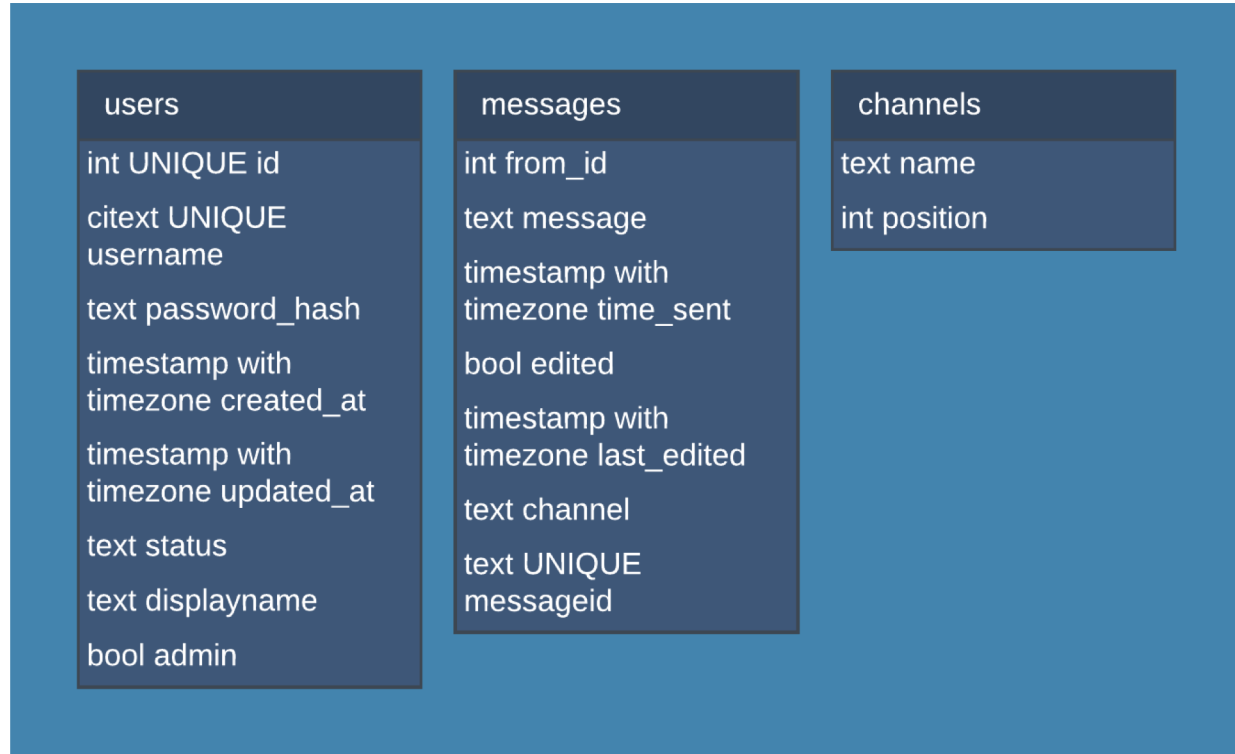 users
int UNIQUE id
citext UNIQUE
username
text password_hash
timestamp with
timezone created_at
timestamp with
timezone updated_at
text status
text displayname
bool admin
messages
int from_id
text message
timestamp with
timezone time_sent
bool edited
timestamp with
timezone last_edited
text channel
text UNIQUE
messageid
channels
text name
int position